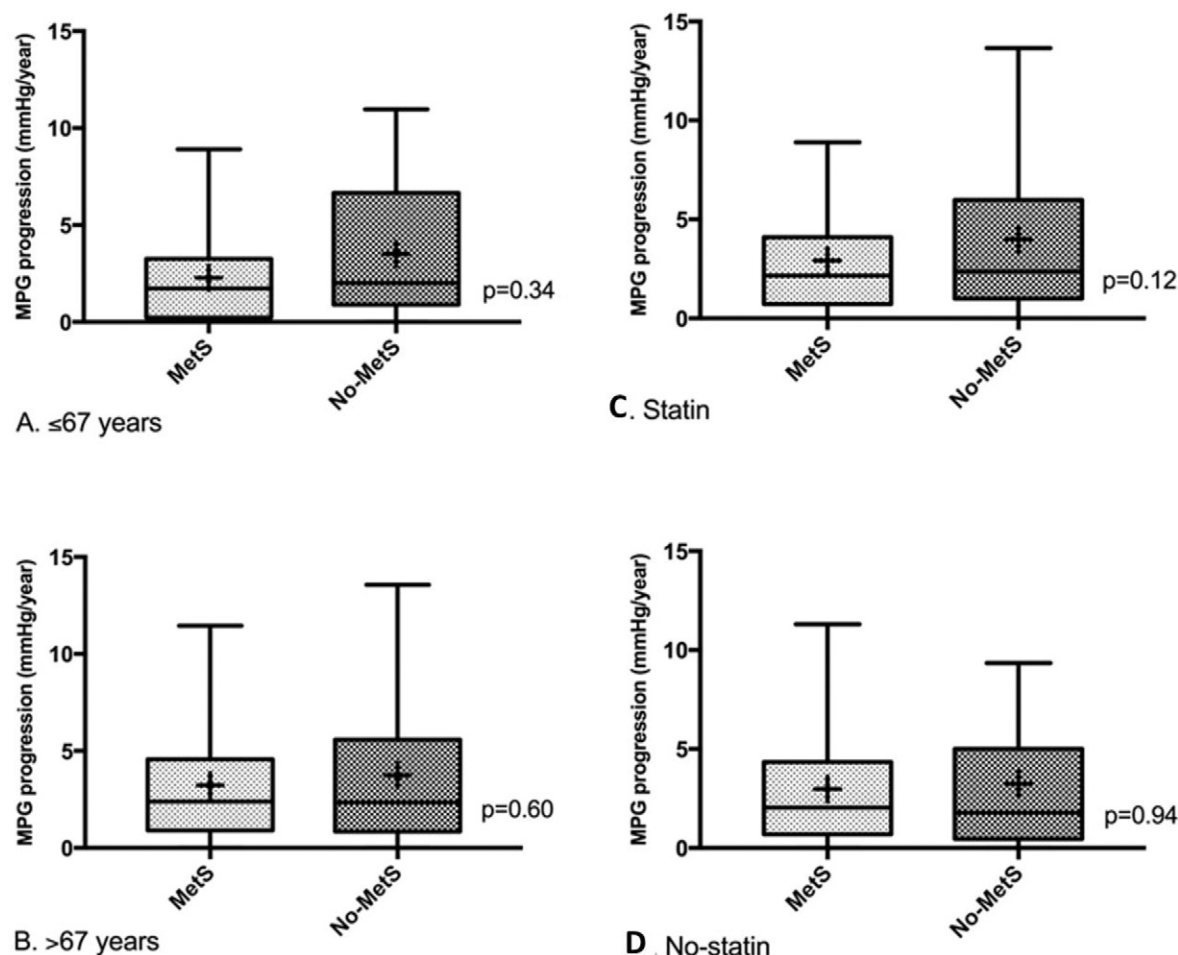 MPG progression (mmHg/year)
15
10
5
0
MetS
No-MetS
p=0.34
A. ≤67 years
MPG progression (mmHg/year)
15
10
5
0
MetS
No-MetS
p=0.12
C. Statin
MPG progression (mmHg/year)
15
10
5
0
MetS
No-MetS
p=0.60
B. >67 years
MPG progression (mmHg/year)
15
10
5
0
MetS
No-MetS
p=0.94
D . No-statin